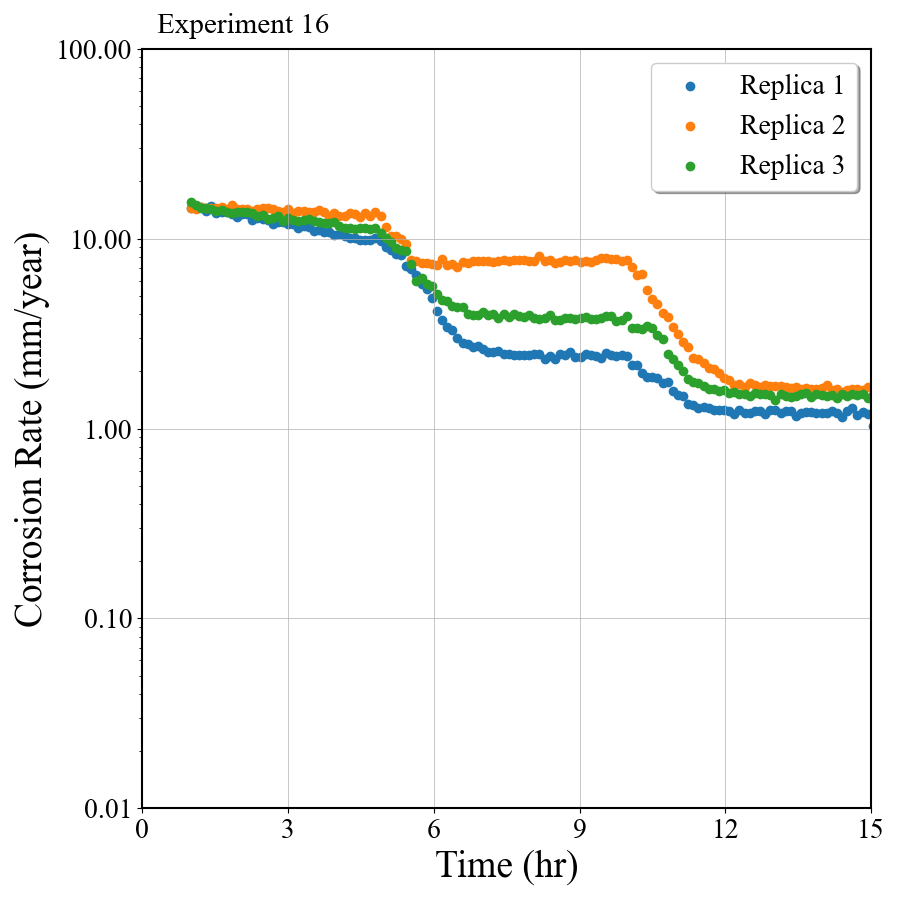 Experiment 16
100.00
10.00
1.00
0.10
0.01
Corrosion Rate (mm/year)
Replica 1
Replica 2
Replica 3
0 3 6 9 12 15
Time (hr)